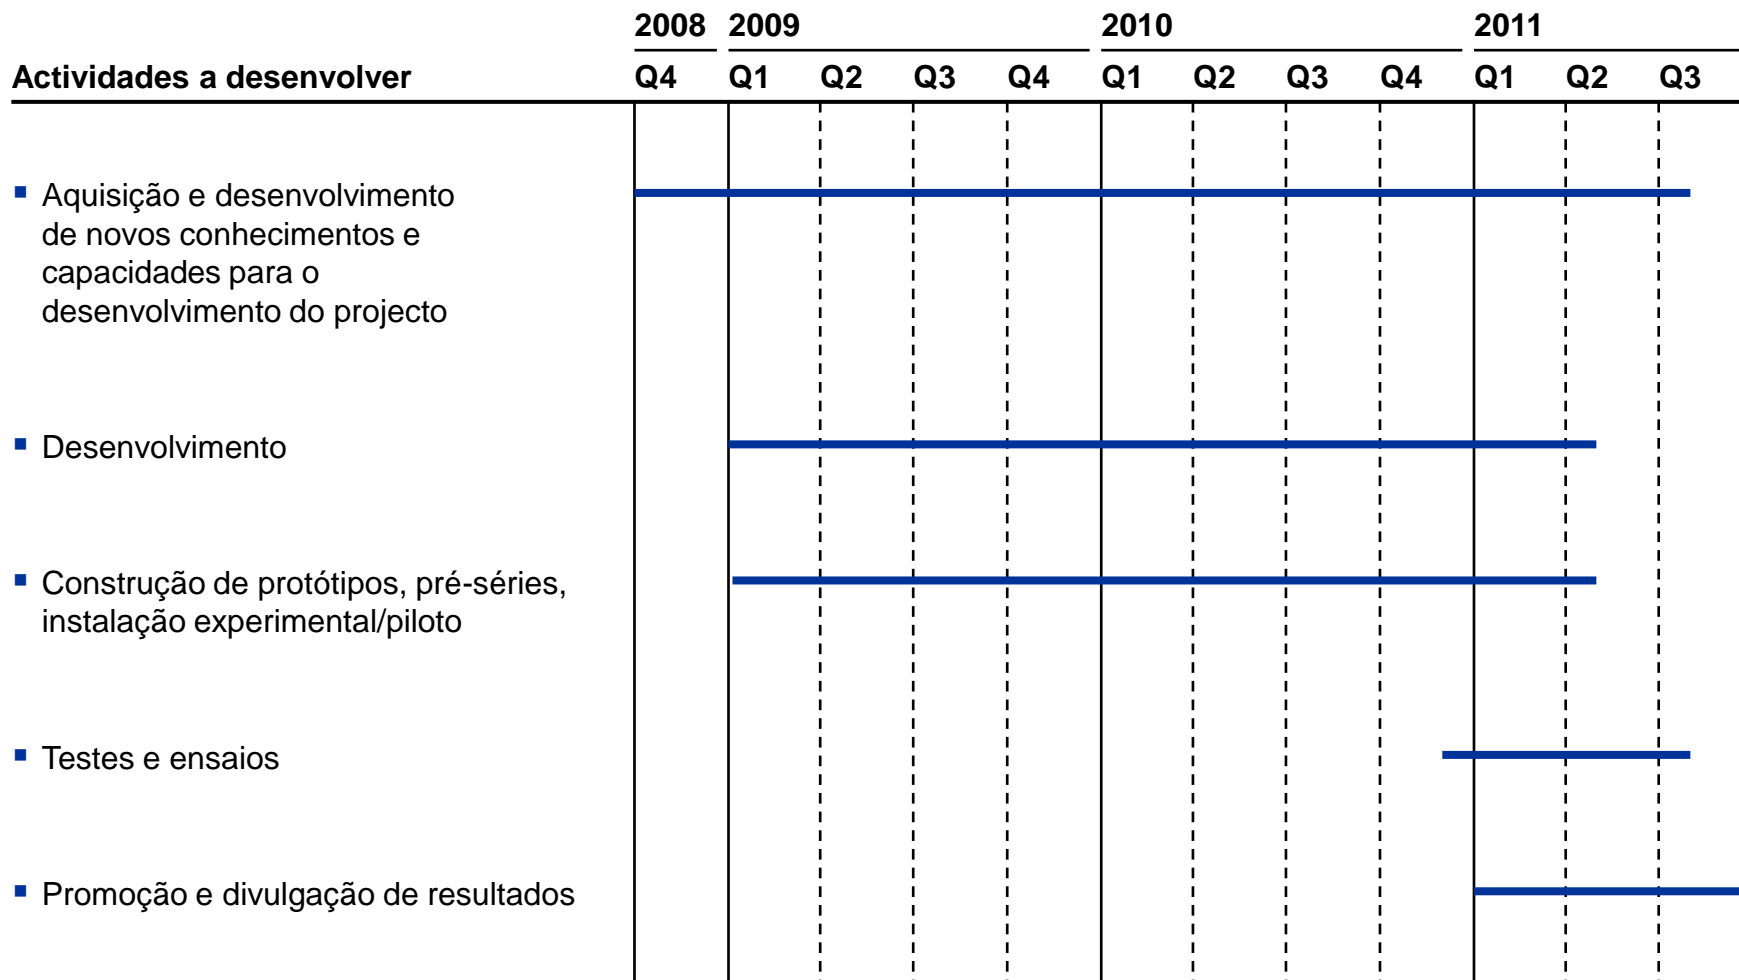 2008 2009 2010 2011
Actividades a desenvolver Q4 Q1 Q2 Q3 Q4 Q1 Q2 Q3 Q4 Q1 Q2 Q3
Aquisição e desenvolvimento
de novos conhecimentos e
capacidades para o
desenvolvimento do projecto
Desenvolvimento
Construção de protótipos, pré-séries,
instalação experimental/piloto
Testes e ensaios
Promoção e divulgação de resultados